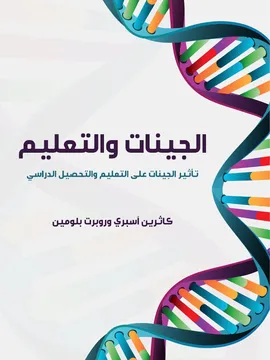 الجينات والتعليم
تأثير الجينات على التعليم والتحصيل الدراسي
كاثرين أسبري وروبرت بلومين